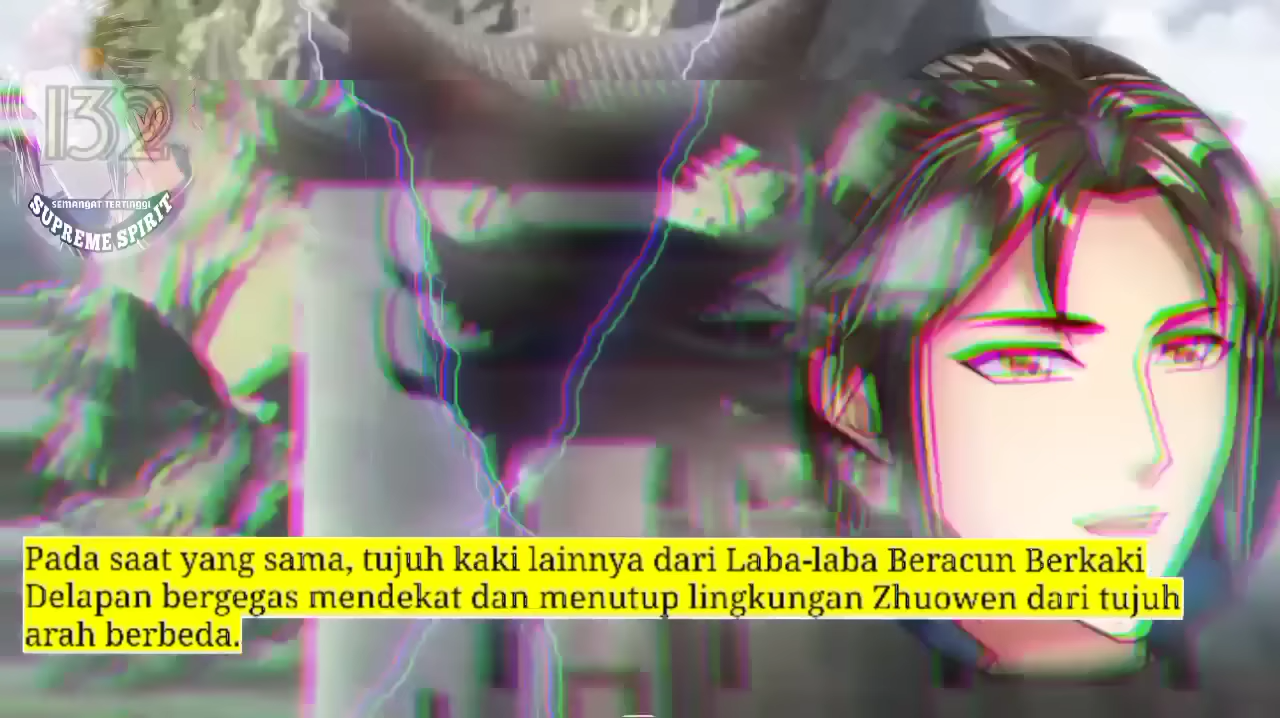 132
SEMANGAT TERTINGGI
SUPREME SPIRIT
Pada saat yang sama, tujuh kaki lainnya dari Laba-laba Beracun Berkaki
Delapan bergegas mendekat dan menutup lingkungan Zhuowen dari tujuh
arah berbeda.